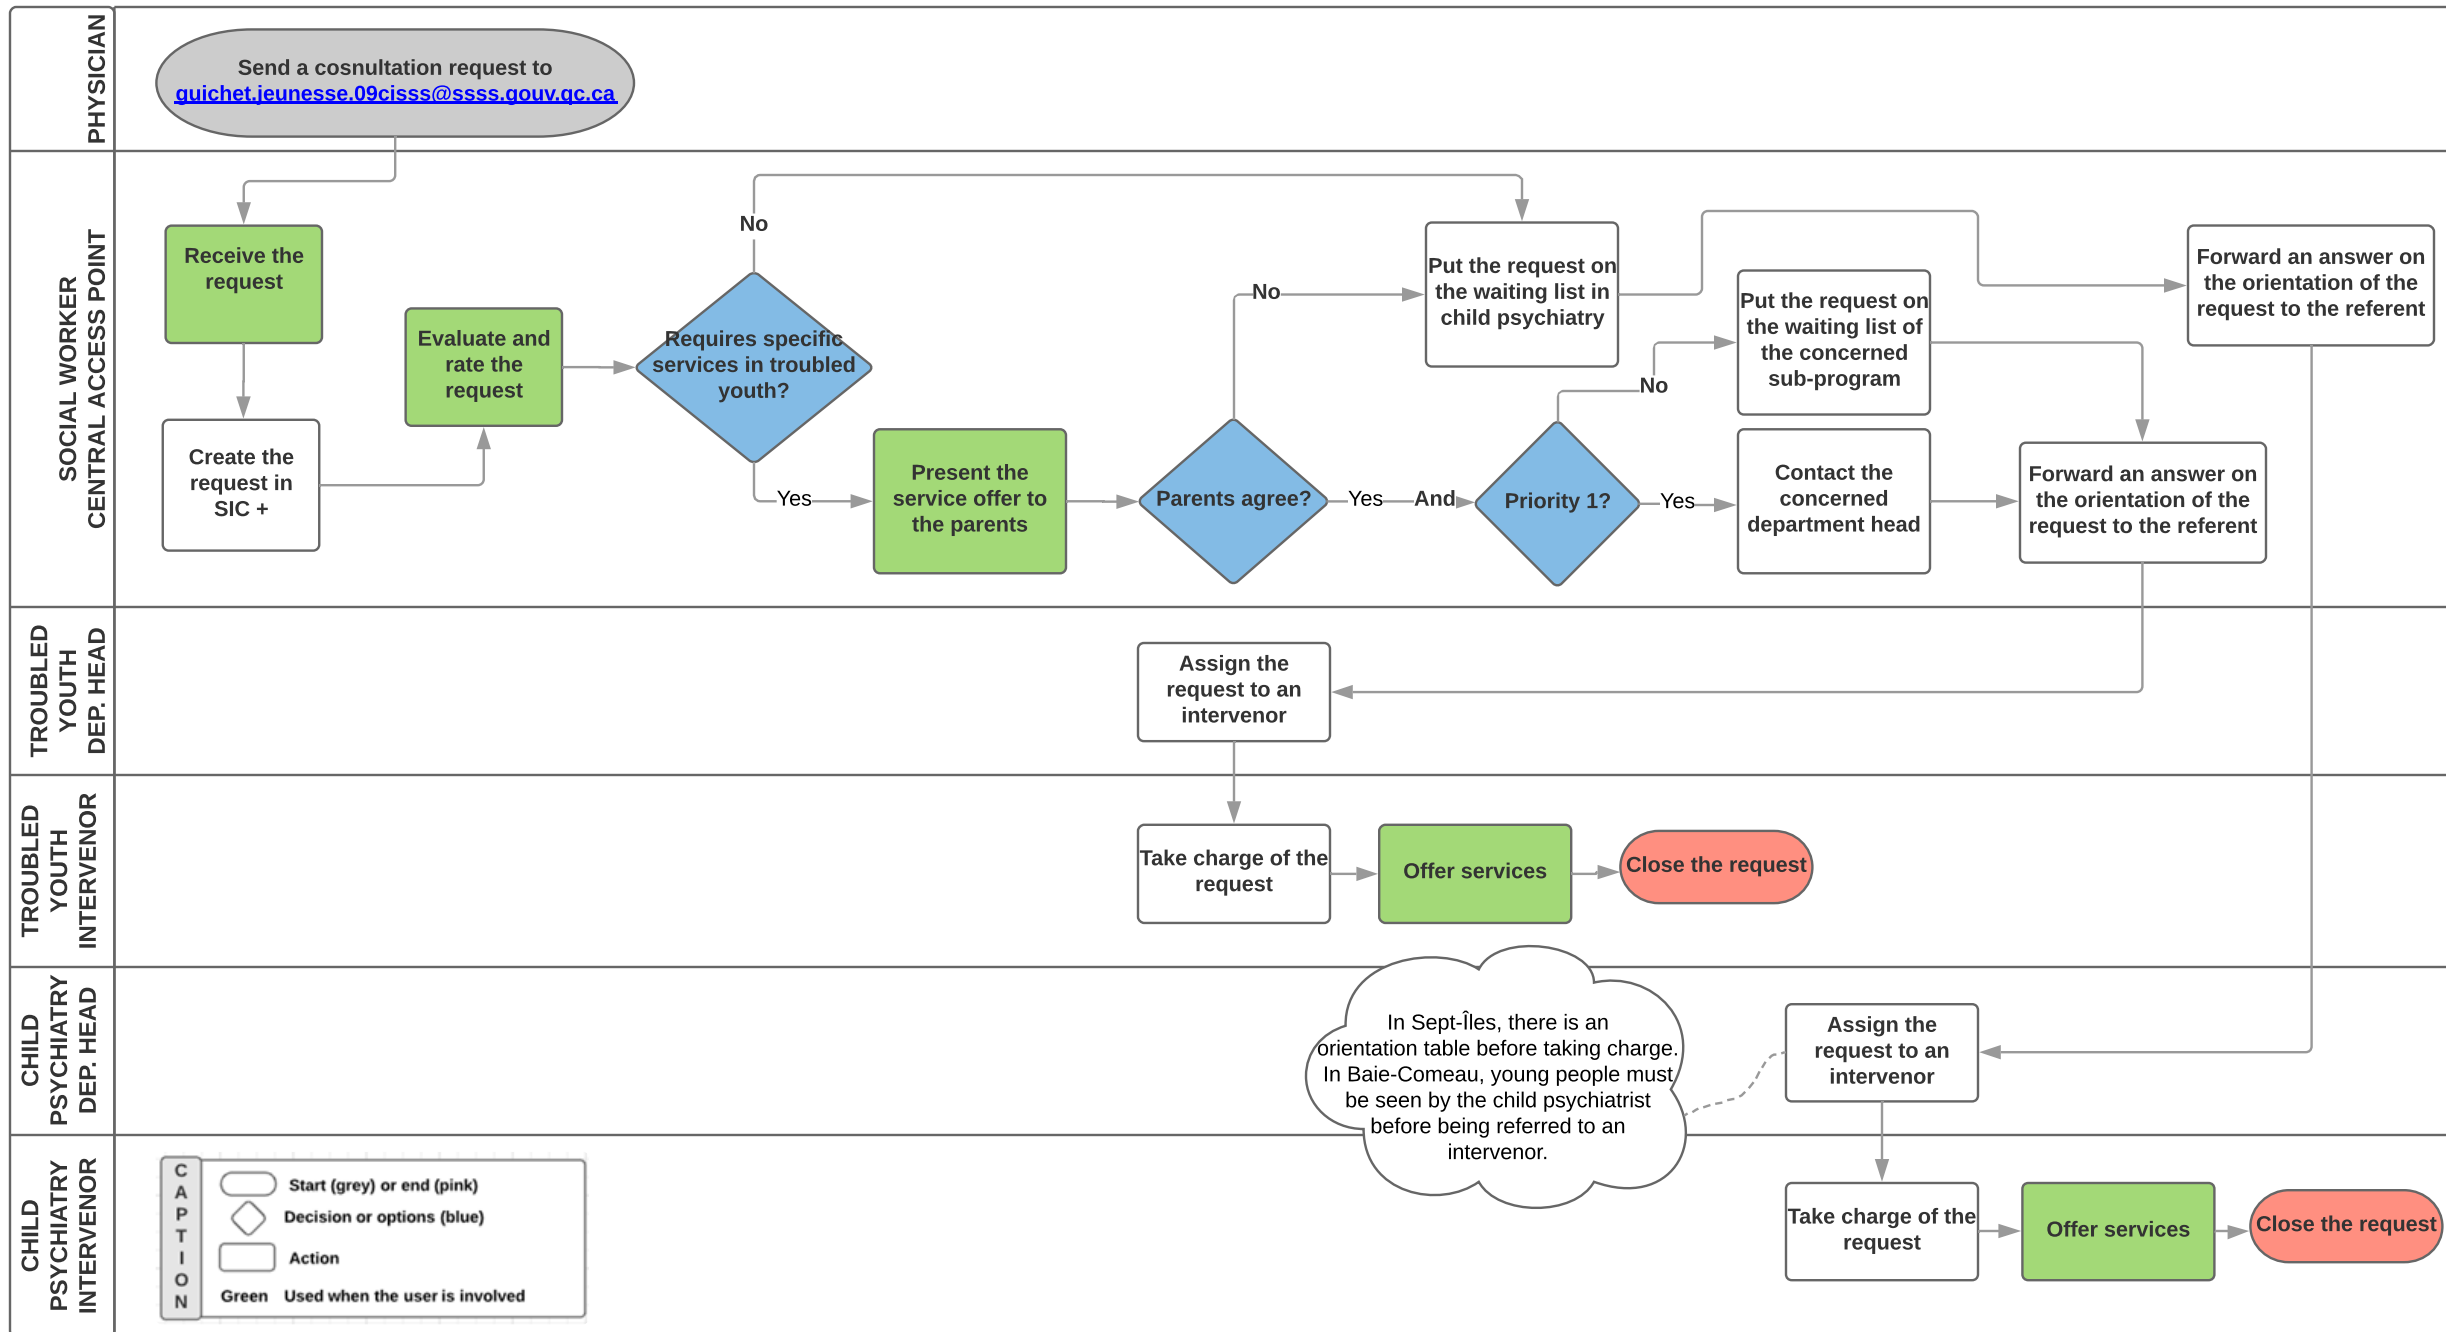 PHYSICIAN
Send a cosnultation request to
guichet.jeunesse.09cisss@ssss.gouv.qc.ca
SOCIAL WORKER
CENTRAL ACCESS POINT
Receive the
request
Create the
request in
SIC +
Evaluate and
rate the
request
No
Requires specific
services in troubled
youth?
Yes
Present the
service offer to
the parents
Parents agree?
No
Yes
And
Put the request on
the waiting list in
child psychiatry
Priority 1?
No
Yes
Put the request on
the waiting list of
the concerned
sub-program
Contact the
concerned
department head
Forward an answer on
the orientation of the
request to the referent
Forward an answer on
the orientation of the
request to the referent
TROUBLED
YOUTH
DEP. HEAD
Assign the
request to an
intervenor
TROUBLED
YOUTH
INTERVENOR
Take charge of the
request
Offer services
Close the request
CHILD
PSYCHIATRY
DEP. HEAD
In Sept-Îles, there is an
orientation table before taking charge.
In Baie-Comeau, young people must
be seen by the child psychiatrist
before being referred to an
intervenor.
Assign the
request to an
intervenor
CHILD
PSYCHIATRY
INTERVENOR
CAPTION
Start (grey) or end (pink)
Decision or options (blue)
Action
Green Used when the user is involved
Take charge of the
request
Offer services
Close the request